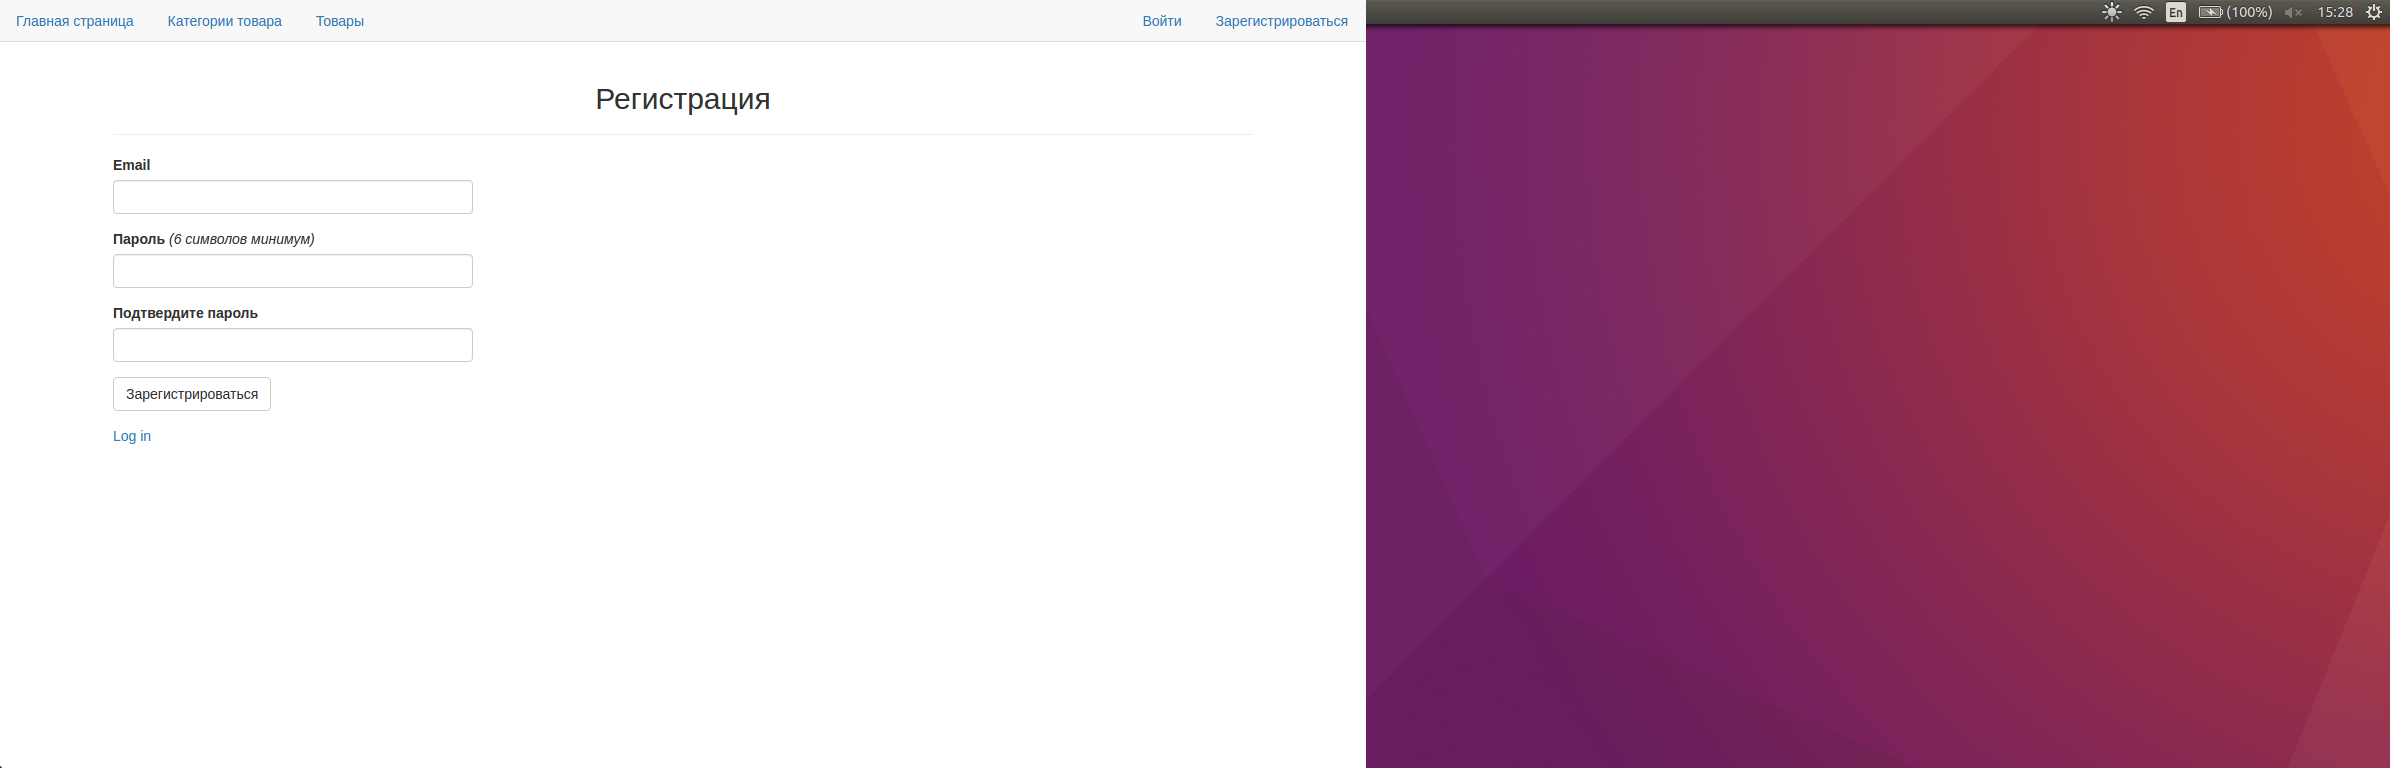 Главная страница Категории товара Товары Войти Зарегистрироваться
En (100%) 15:28
Регистрация
Email
Пароль (6 символов минимум)
Подтвердите пароль
Зарегистрироваться
Log in